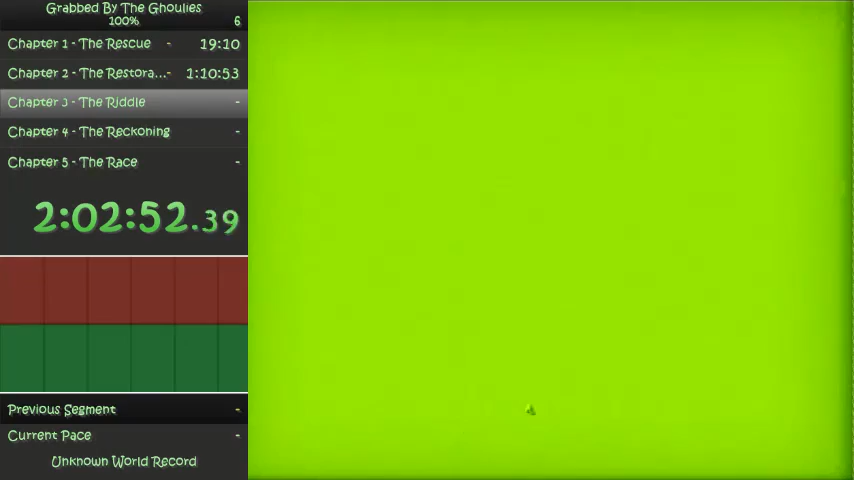 Grabbed By The Ghoulies
100% 6
Chapter 1 - The Rescue - 19:10
Chapter 2 - The Restora...- 1:10:53
Chapter 3 - The Riddle -
Chapter 4 - The Reckoning -
Chapter 5 - The Race -
2:02:52.39
Previous Segment -
Current Pace -
Unknown World Record